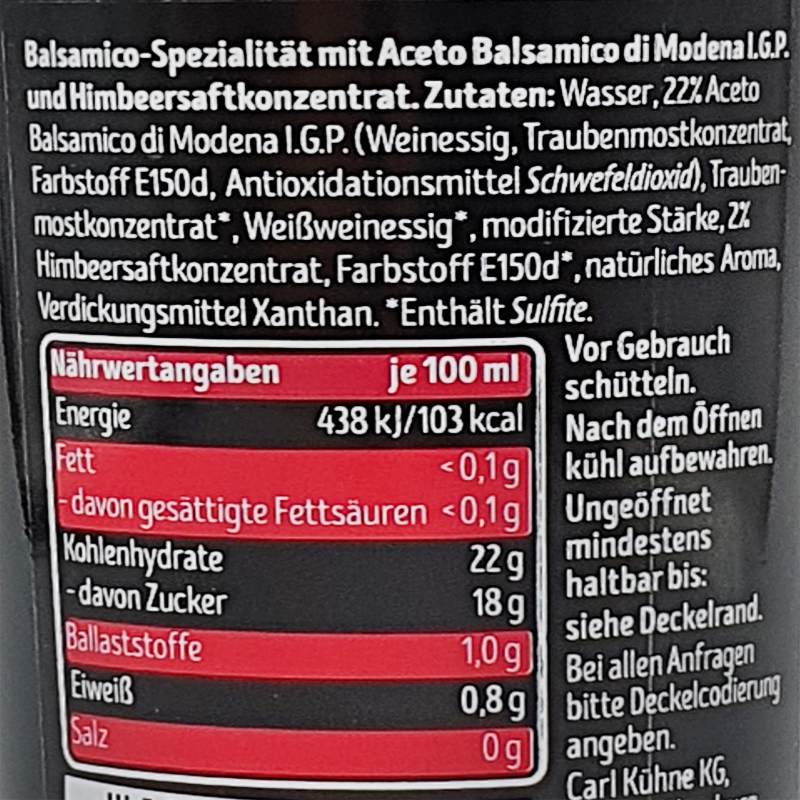 Balsamico-Spezialität mit Aceto Balsamico di Modena I.G.P.
und Himbeersaftkonzentrat. Zutaten: Wasser, 22% Aceto
Balsamico di Modena I.G.P. (Weinessig, Traubenmostkonzentrat,
Farbstoff E150d, Antioxidationsmittel Schwefeldioxid), Trauben-
mostkonzentrat*, Weißweinessig*, modifizierte Stärke, 2%
Himbeersaftkonzentrat, Farbstoff E150d*, natürliches Aroma,
Verdickungsmittel Xanthan. *Enthält Sulfite.
Nährwertangaben je 100 ml
Energie 438 kJ/103 kcal
Fett <0,1 g
- davon gesättigte Fettsäuren <0,1 g
Kohlenhydrate 22 g
- davon Zucker 18 g
Ballaststoffe 1,0 g
Eiweiß 0,8 g
Salz 0 g
Vor Gebrauch
schütteln.
Nach dem Öffnen
kühl aufbewahren.
Ungeöffnet
mindestens
haltbar bis:
siehe Deckelrand.
Bei allen Anfragen
bitte Deckelcodierung
angeben.
Carl Kühne KG,